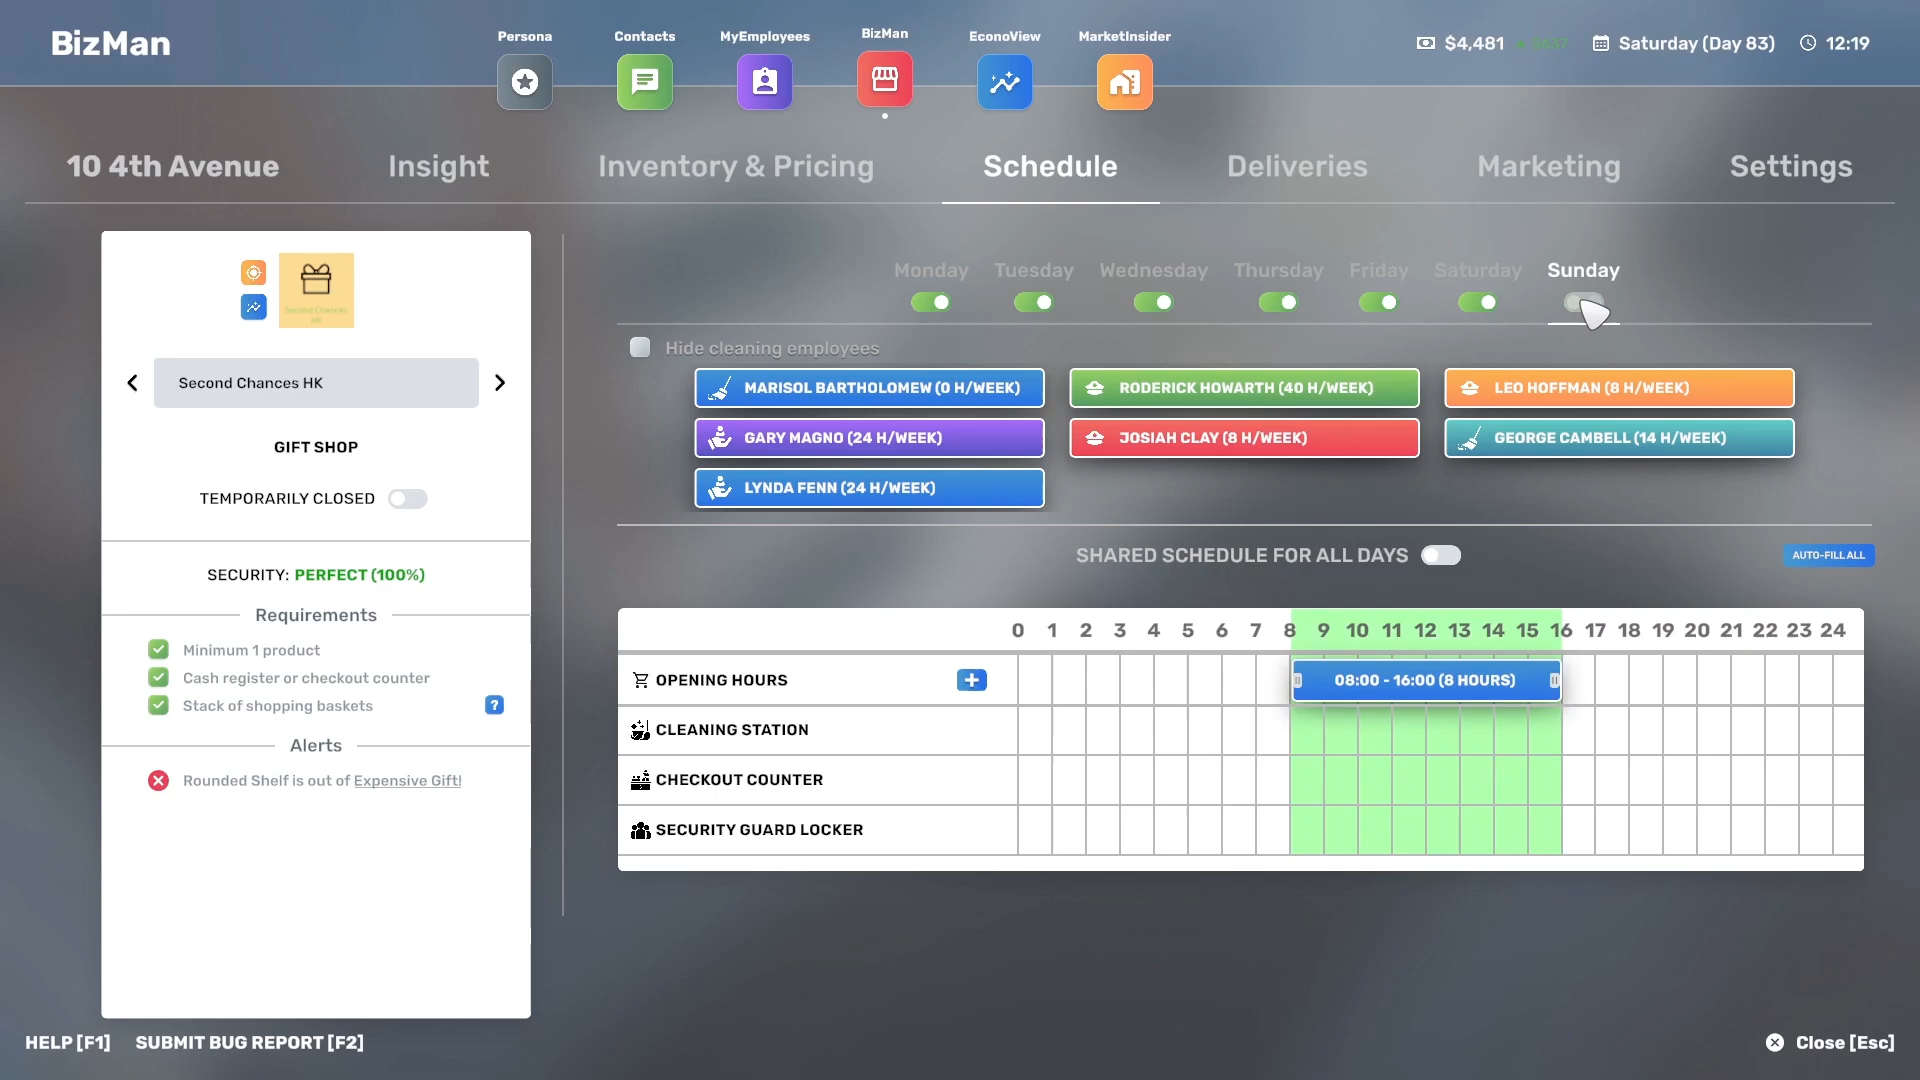 BizMan
Persona
Contacts
MyEmployees
BizMan
EconoView
MarketInsider
$4,481
Saturday (Day 83)
12:19
10 4th Avenue
Insight
Inventory & Pricing
Schedule
Deliveries
Marketing
Settings
Second Chances
HK
Second Chances HK
GIFT SHOP
TEMPORARILY CLOSED
SECURITY: PERFECT (100%)
Requirements
Minimum 1 product
Cash register or checkout counter
Stack of shopping baskets
?
Alerts
Rounded Shelf is out of Expensive Gift!
Monday Tuesday Wednesday Thursday Friday Saturday Sunday
Hide cleaning employees
MARISOL BARTHOLOMEW (0 H/WEEK)
RODERICK HOWARTH (40 H/WEEK)
LEO HOFFMAN (8 H/WEEK)
GARY MAGNO (24 H/WEEK)
JOSIAH CLAY (8 H/WEEK)
GEORGE CAMBELL (14 H/WEEK)
LYNDA FENN (24 H/WEEK)
SHARED SCHEDULE FOR ALL DAYS
AUTO-FILL ALL
0 1 2 3 4 5 6 7 8 9 10 11 12 13 14 15 16 17 18 19 20 21 22 23 24
OPENING HOURS
08:00 - 16:00 (8 HOURS)
CLEANING STATION
CHECKOUT COUNTER
SECURITY GUARD LOCKER
HELP [F1]
SUBMIT BUG REPORT [F2]
Close [Esc]